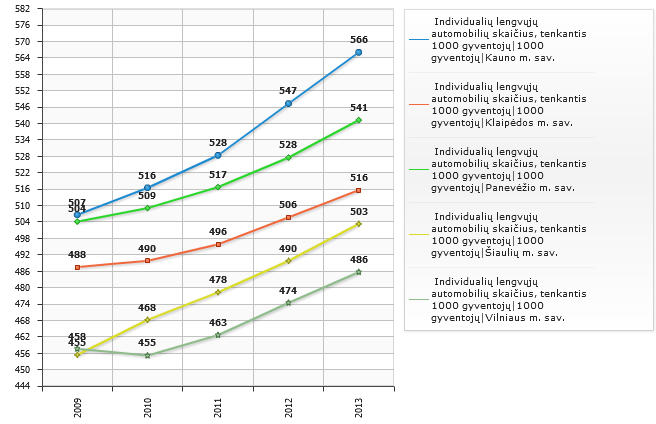 582
576
570
564
558
552
546
540
534
528
522
516
510
504
498
492
486
480
474
468
462
456
450
444
566
547
541
528
528
516
517
516
507
509
504
506
503
496
488
490
490
486
478
474
468
463
458
455
455
2009
2010
2011
2012
2013
Individualių lengvųjų
automobilių skaičius, tenkantis
1000 gyventojų|1000
gyventojų|Kauno m. sav.
Individualių lengvųjų
automobilių skaičius, tenkantis
1000 gyventojų|1000
gyventojų|Klaipėdos m. sav.
Individualių lengvųjų
automobilių skaičius, tenkantis
1000 gyventojų|1000
gyventojų|Panevėžio m. sav.
Individualių lengvųjų
automobilių skaičius, tenkantis
1000 gyventojų|1000
gyventojų|Šiaulių m. sav.
Individualių lengvųjų
automobilių skaičius, tenkantis
1000 gyventojų|1000
gyventojų|Vilniaus m. sav.